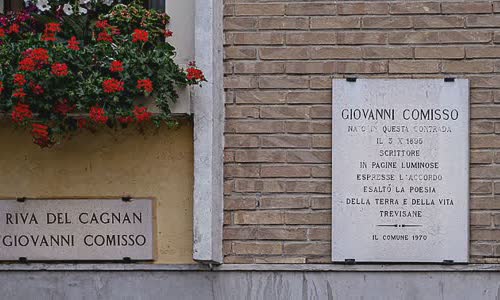 RIVA DEL CAGNAN
GIOVANNI COMISSO
GIOVANNI COMISSO
NACQUE IN QUESTA CONTRADA
IL 3 X 1895
SCRITTORE
IN PAGINE LUMINOSE
ESPRESSE L'ACCORDO
ESALTÒ LA POESIA
DELLA TERRA E DELLA VITA
TREVISANE
IL COMUNE 1970